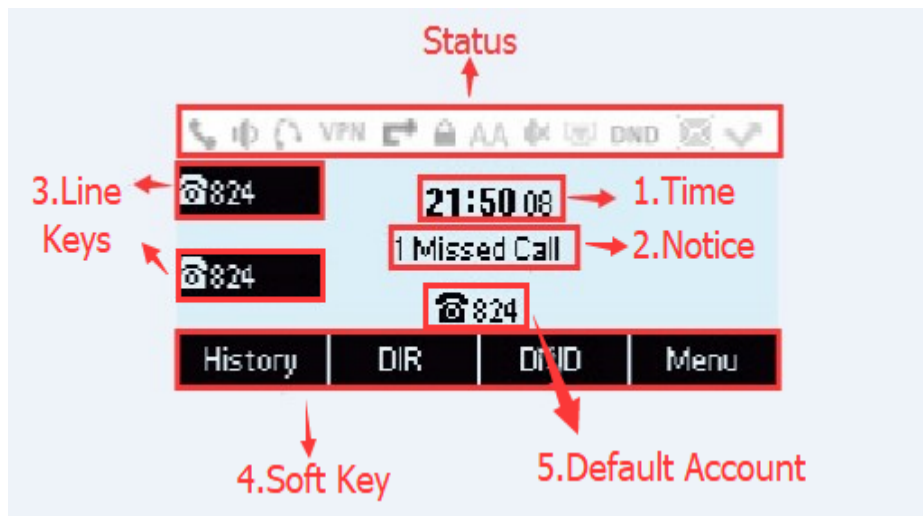 Status
VPN AA DND
3.Line
Keys
824
21:50 08
1.Time
1 Missed Call
2.Notice
824
824
History DIR DND Menu
4.Soft Key
5.Default Account